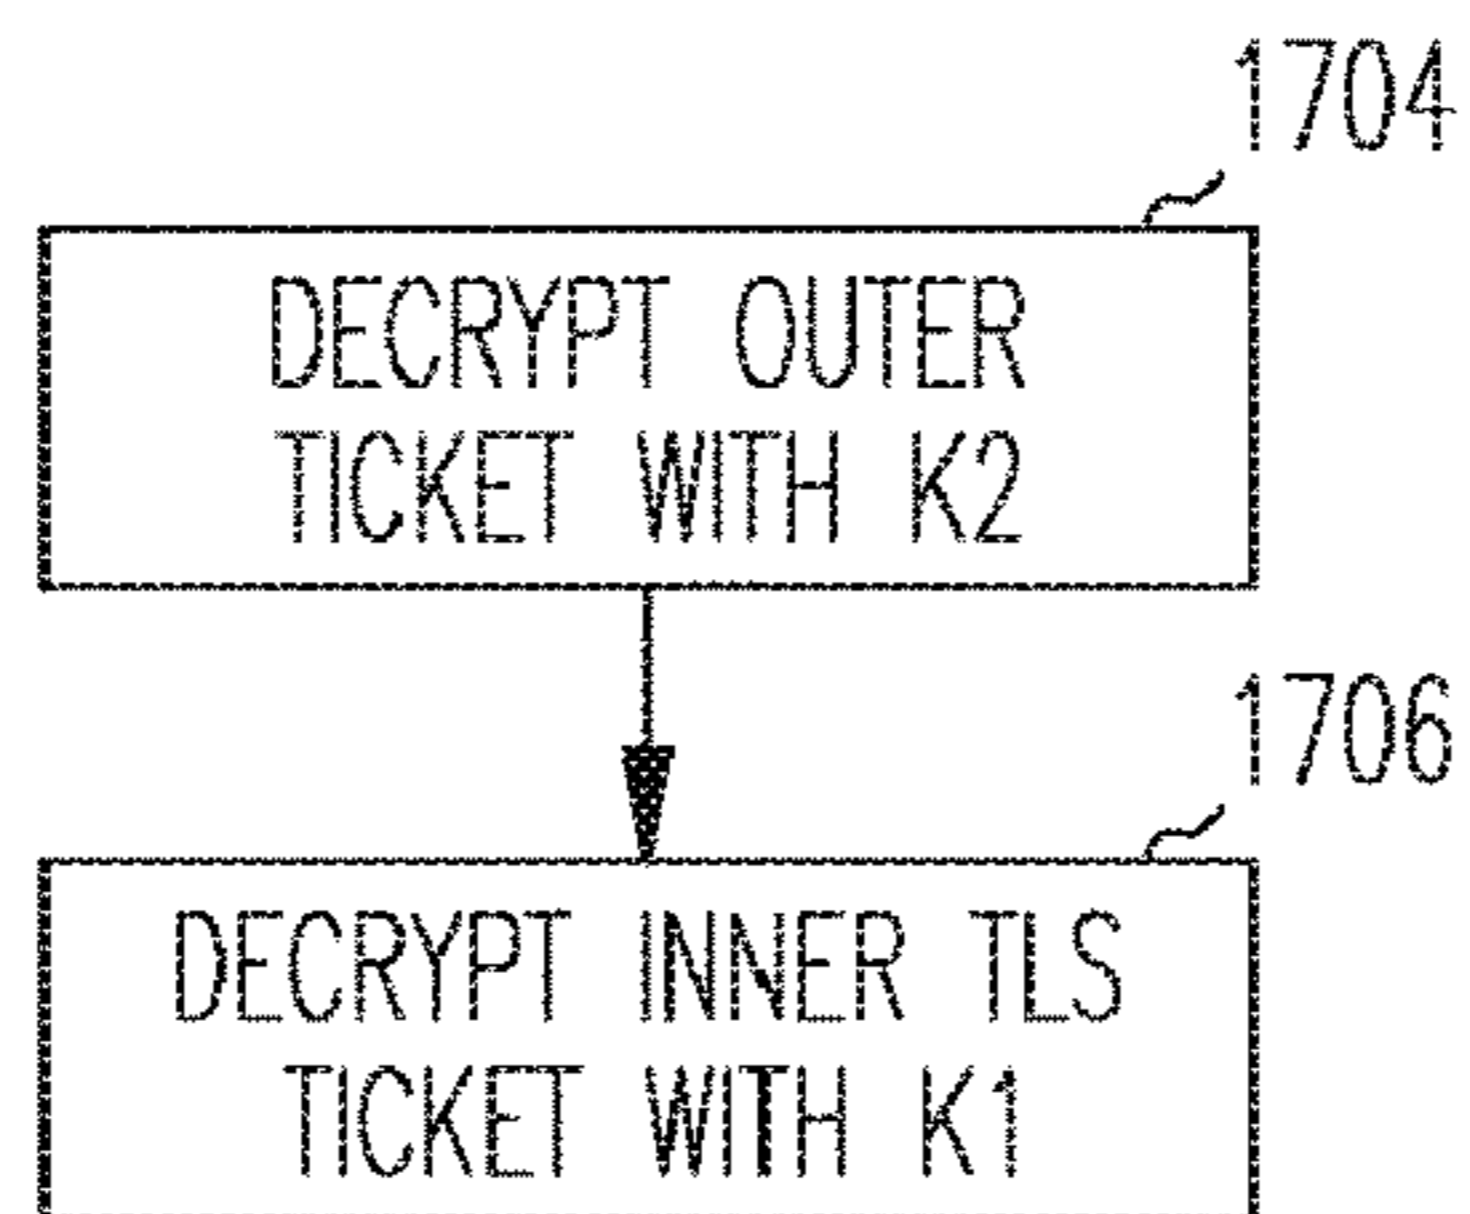 1704
DECRYPT OUTER
TICKET WITH K2
1706
DECRYPT INNER TLS
TICKET WITH K1